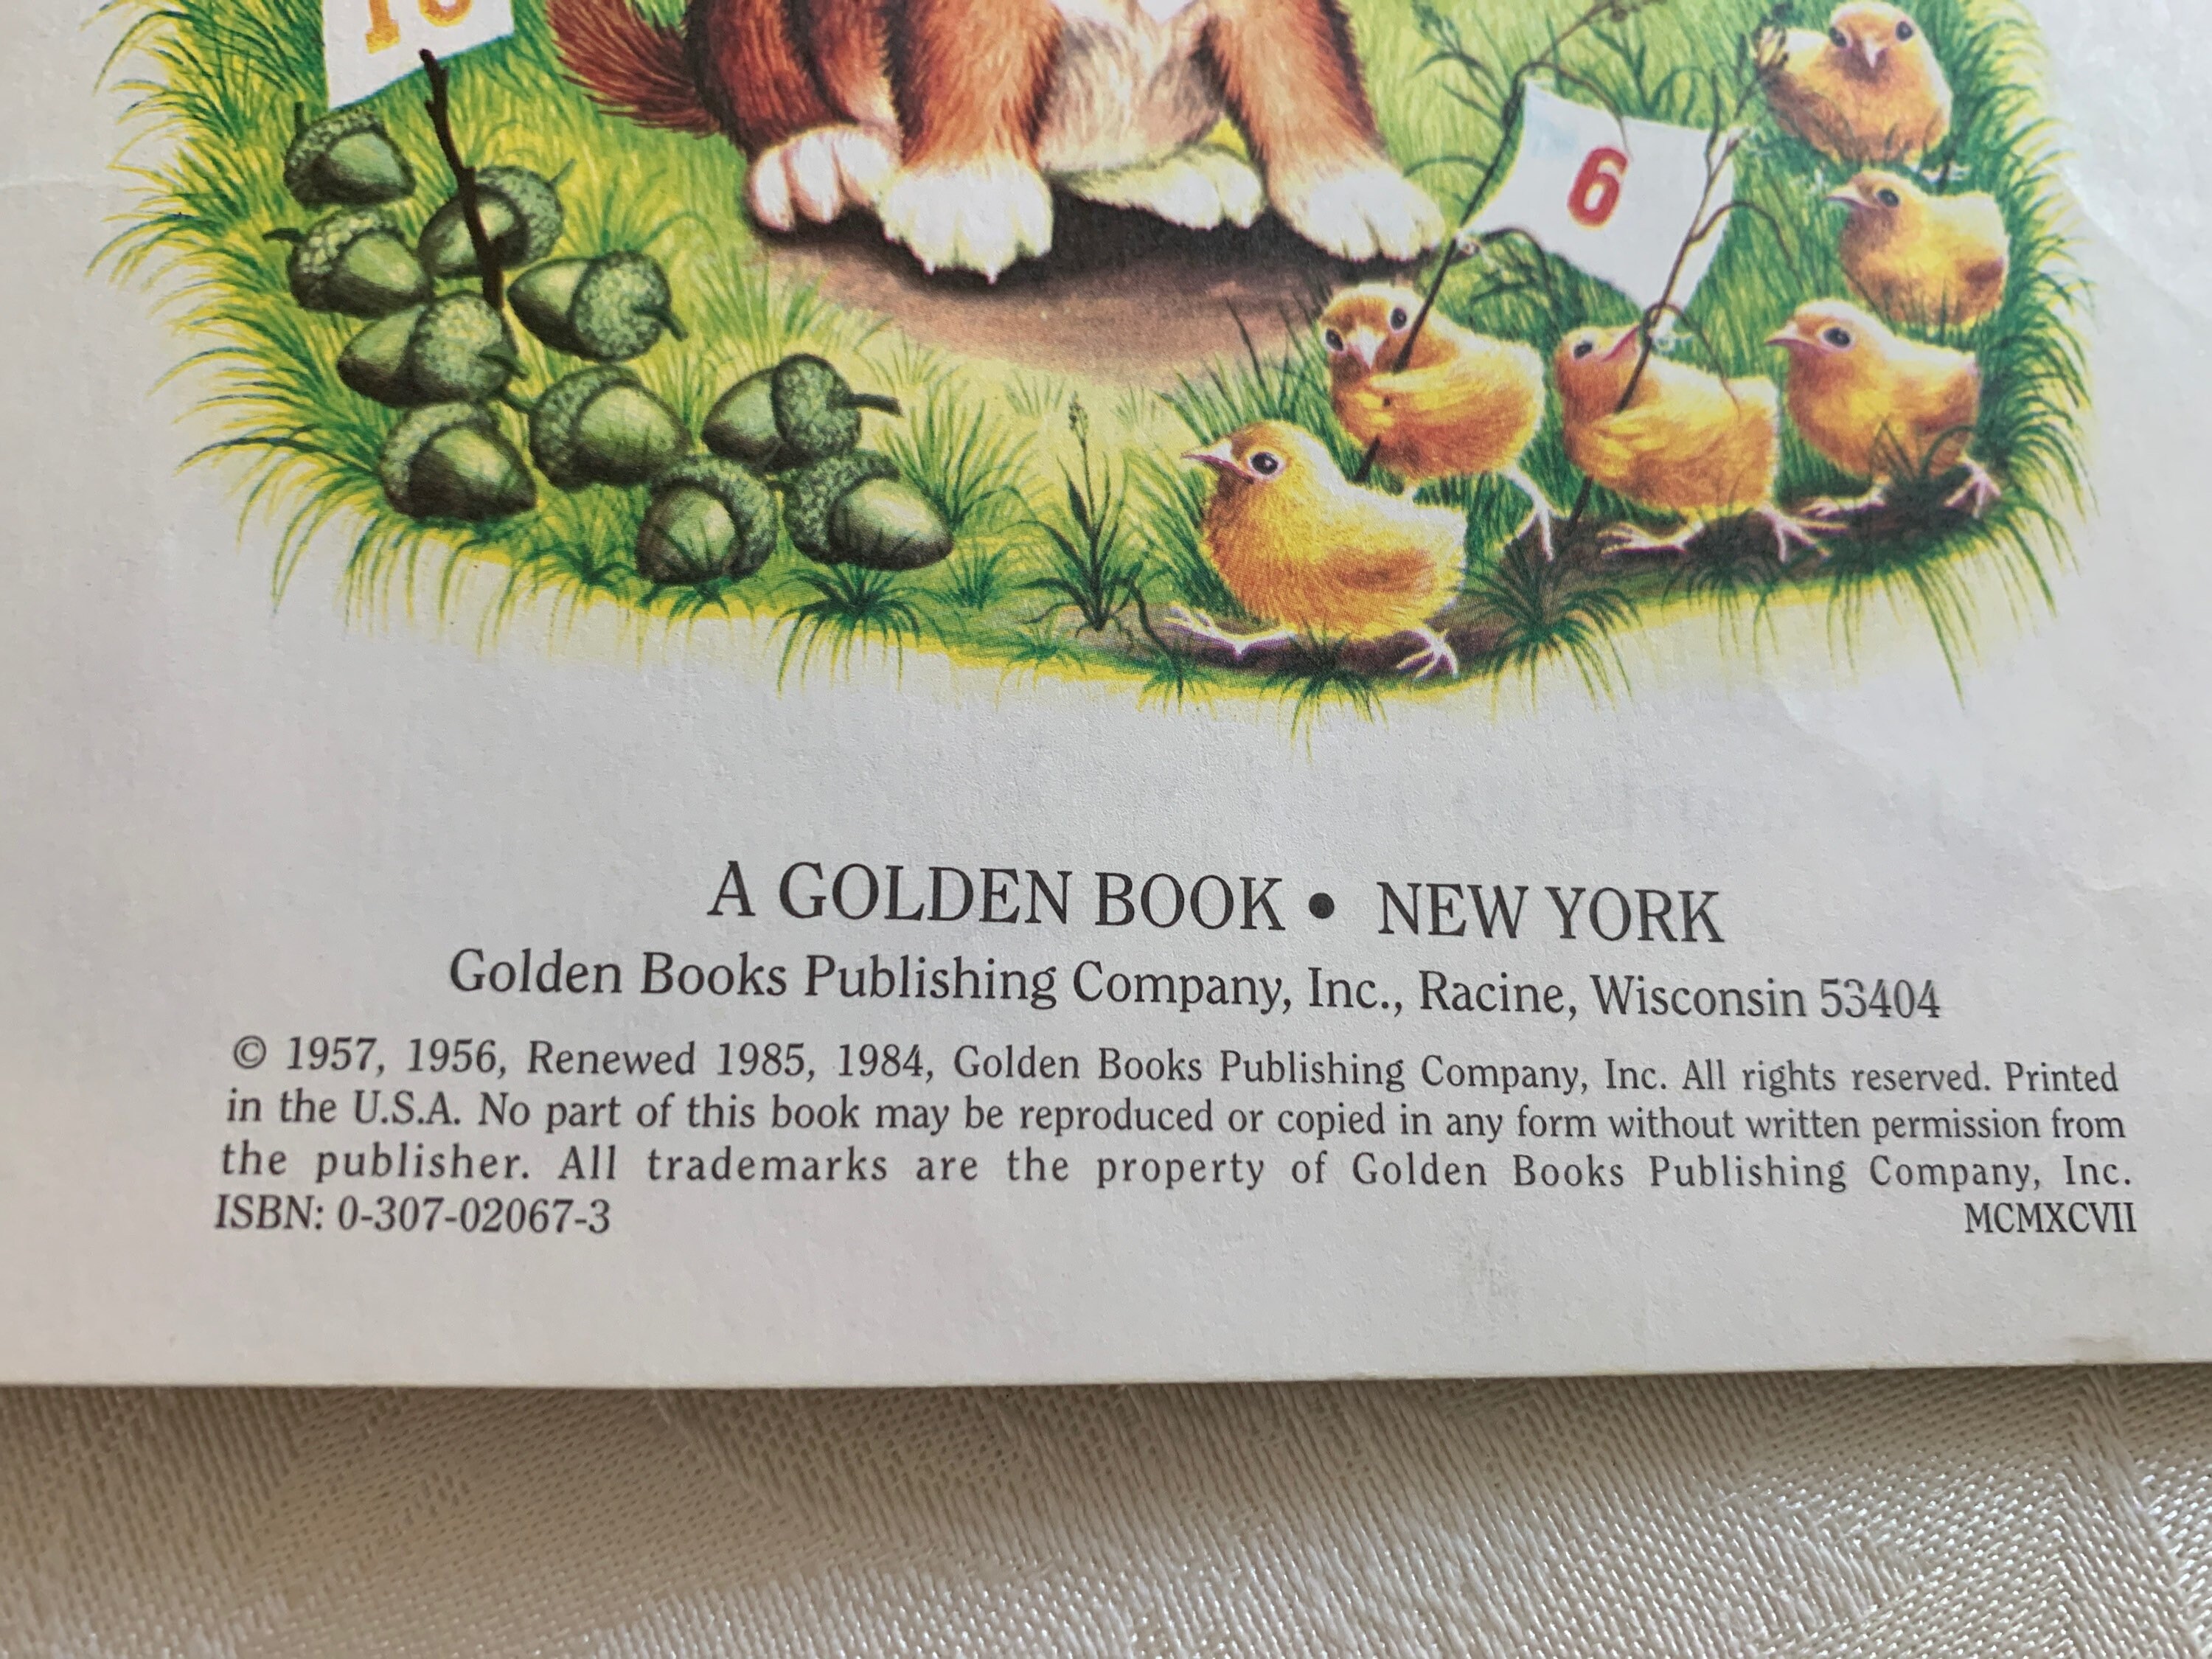 10
6
A GOLDEN BOOK • NEW YORK
Golden Books Publishing Company, Inc., Racine, Wisconsin 53404
© 1957, 1956, Renewed 1985, 1984, Golden Books Publishing Company, Inc. All rights reserved. Printed
in the U.S.A. No part of this book may be reproduced or copied in any form without written permission from
the publisher. All trademarks are the property of Golden Books Publishing Company, Inc.
ISBN: 0-307-02067-3 MCMXCVII